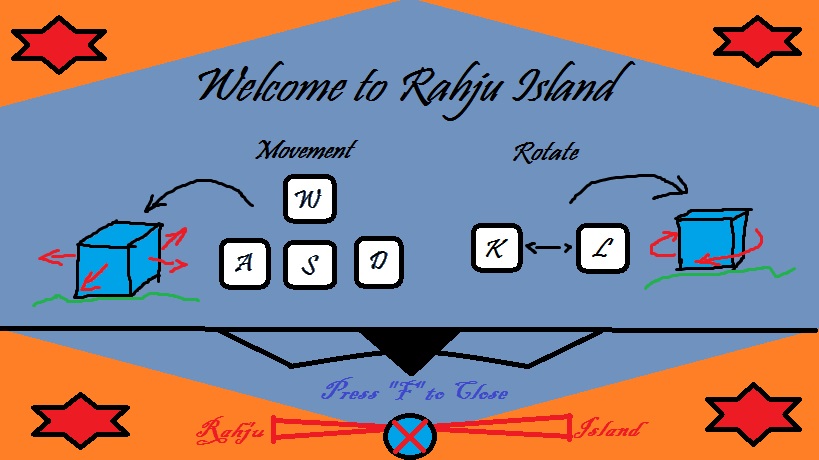 Welcome to Rahju Island
Movement Rotate
W
A S D K L
Press "F" to Close
Rahju Island